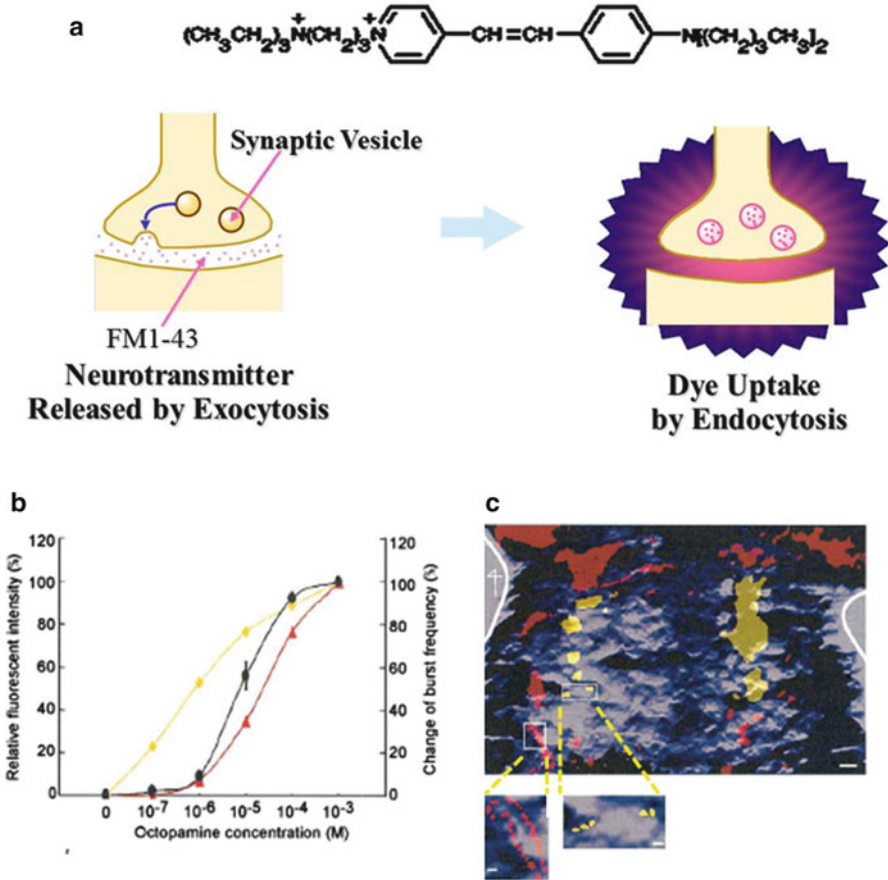 a
(CH₃CH₂)₃N⁺(CH₂)₃N⁺ CH=CH N[(CH₂)₃CH₃]₂
Synaptic Vesicle
FM1-43
Neurotransmitter
Released by Exocytosis
Dye Uptake
by Endocytosis
b
Relative fluorescent intensity (%)
120
100
80
60
40
20
0
0 10⁻⁷ 10⁻⁶ 10⁻⁵ 10⁻⁴ 10⁻³
Octopamine concentration (M)
120
100
80
60
40
20
0
Change of burst frequency (%)
c